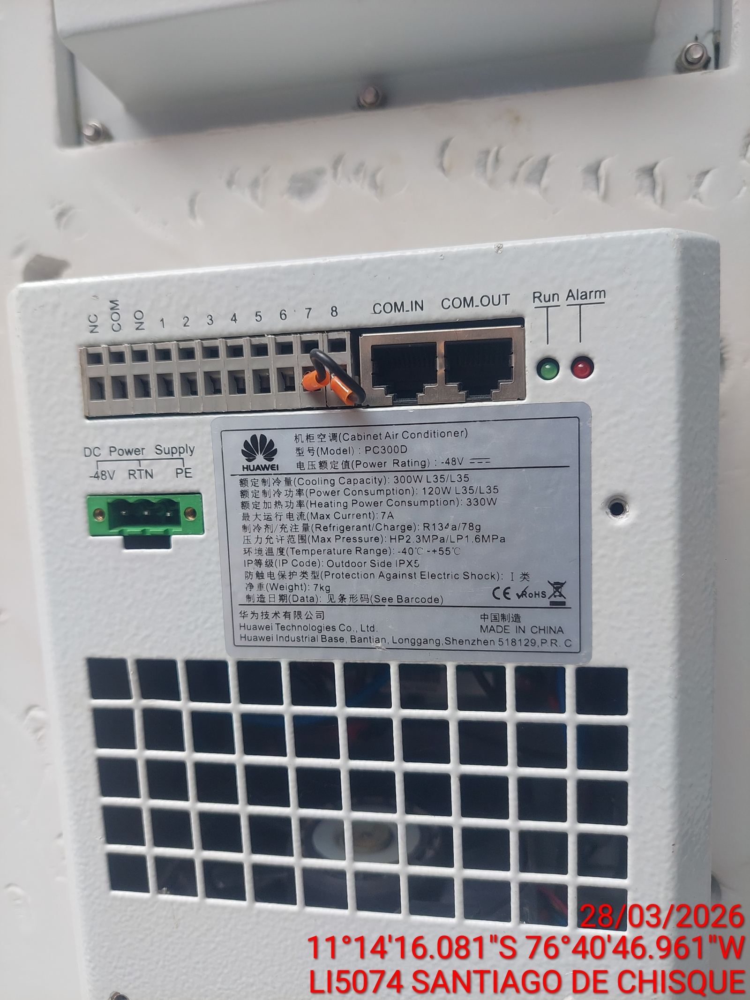 NC COM NO 1 2 3 4 5 6 7 8 COM-IN COM-OUT Run Alarm
DC Power Supply
-48V RTN PE
HUAWEI
机柜空调(Cabinet Air Conditioner)
型号(Model) : PC300D
电压额定值(Power Rating) : -48V
额定制冷量(Cooling Capacity): 300W L35/L35
额定制冷功率(Power Consumption): 120W L35/L35
额定加热功率(Heating Power Consumption): 330W
最大运行电流(Max Current): 7A
制冷剂/充注量(Refrigerant/Charge): R134a/78g
压力允许范围(Max Pressure): HP2.3MPa/LP1.6MPa
环境温度(Temperature Range): -40℃-+55℃
IP等级(IP Code): Outdoor Side IPX5
防触电保护类型(Protection Against Electric Shock): I 类
净重(Weight): 7kg
制造日期(Data): 见条形码(See Barcode)
CE RoHS
华为技术有限公司
Huawei Technologies Co., Ltd.
中国制造
MADE IN CHINA
Huawei Industrial Base, Bantian, Longgang, Shenzhen 518129, P.R. C
28/03/2026
11°14'16.081"S 76°40'46.961"W
LI5074 SANTIAGO DE CHISQUE